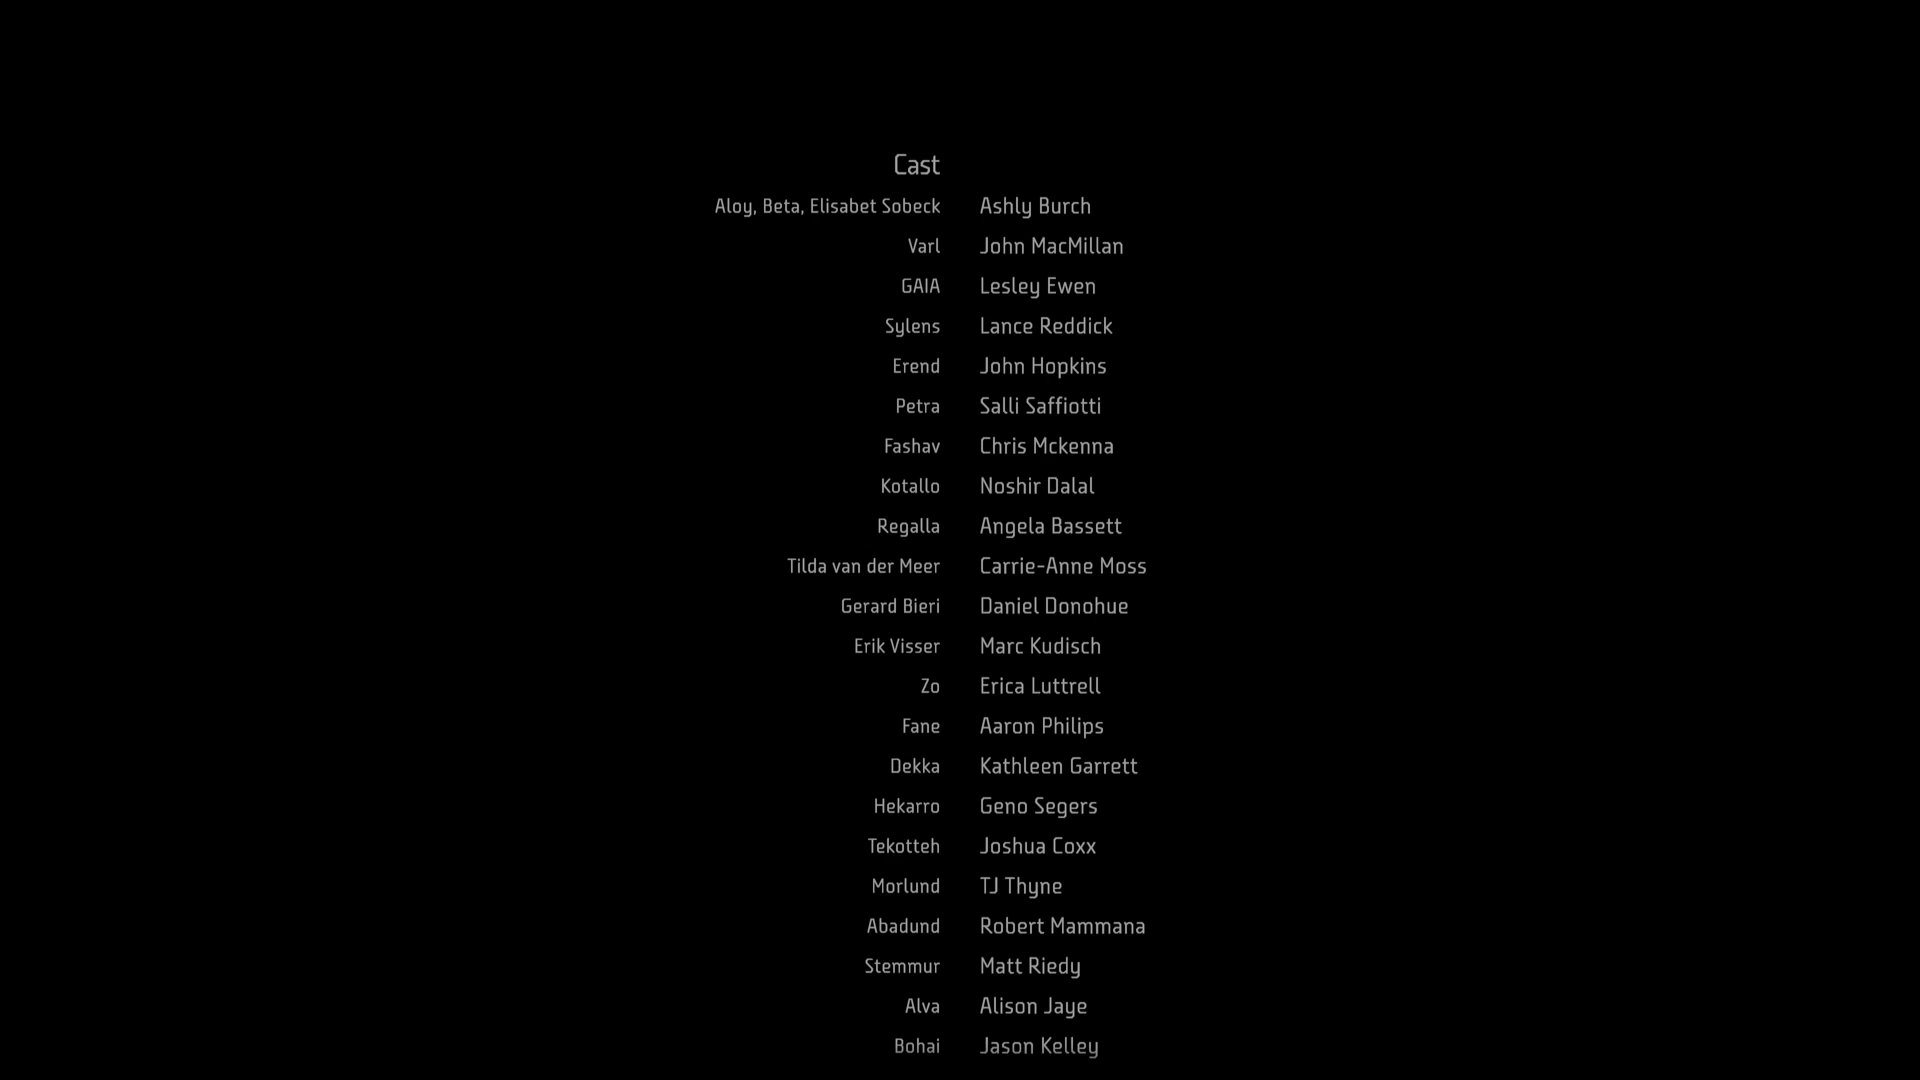 Cast
Aloy, Beta, Elisabet Sobeck Ashly Burch
Varl John MacMillan
GAIA Lesley Ewen
Sylens Lance Reddick
Erend John Hopkins
Petra Salli Saffiotti
Fashav Chris Mckenna
Kotallo Noshir Dalal
Regalla Angela Bassett
Tilda van der Meer Carrie-Anne Moss
Gerard Bieri Daniel Donohue
Erik Visser Marc Kudisch
Zo Erica Luttrell
Fane Aaron Philips
Dekka Kathleen Garrett
Hekarro Geno Segers
Tekotteh Joshua Coxx
Morlund TJ Thyne
Abadund Robert Mammana
Stemmur Matt Riedy
Alva Alison Jaye
Bohai Jason Kelley